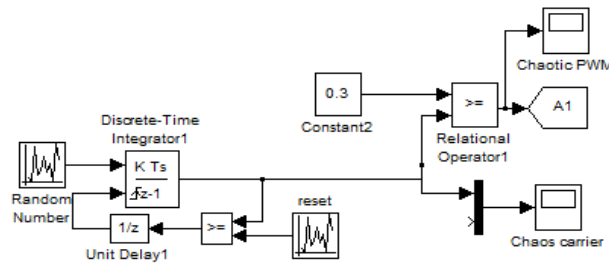 Chaotic PWM
0.3
>=
A1
Constant2
Relational
Operator1
Discrete-Time
Integrator1
K Ts
z-1
Random
Number
1/z
>=
reset
Unit Delay1
Chaos carrier